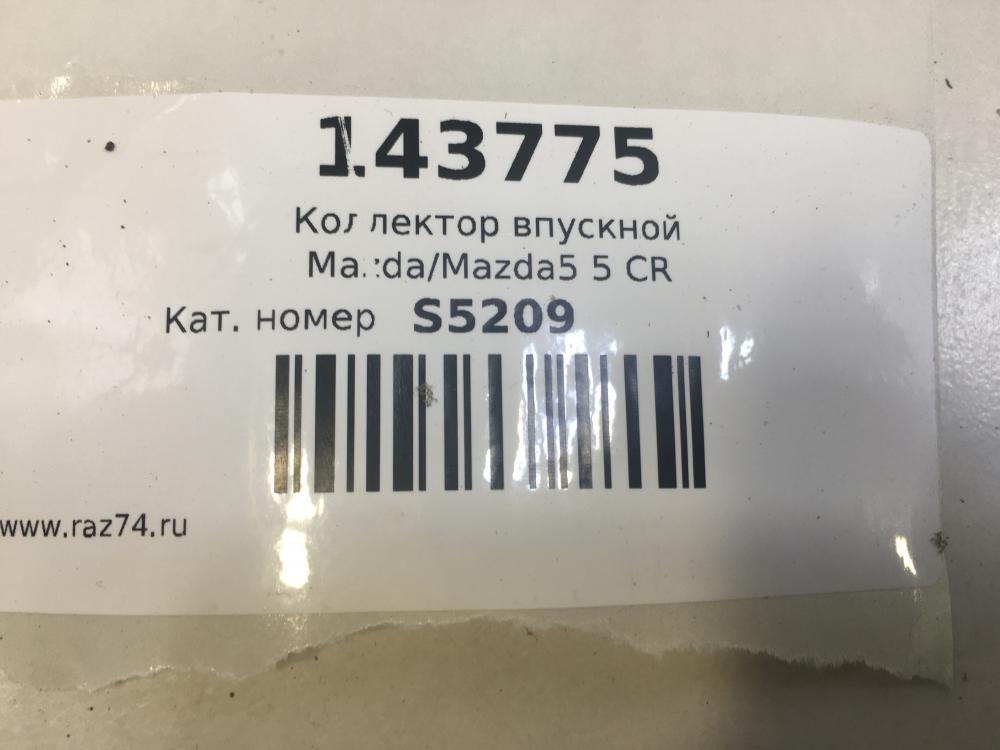 143775
Коллектор впускной
Mazda/Mazda5 5 CR
Кат. номер S5209
www.raz74.ru